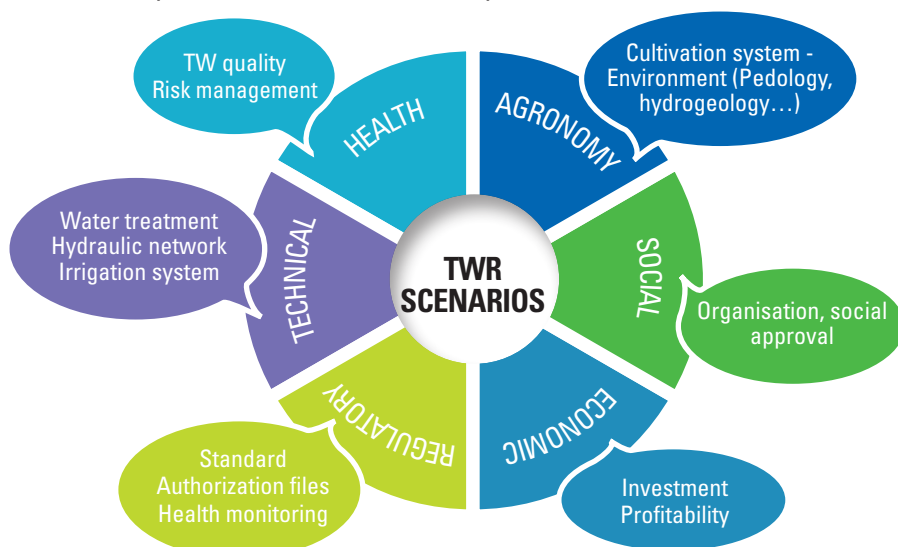 TW quality
Risk management
HEALTH
AGRONOMY
Cultivation system -
Environment (Pedology,
hydrogeology…)
Water treatment
Hydraulic network
Irrigation system
TECHNICAL
TWR
SCENARIOS
SOCIAL
Organisation, social
approval
REGULATORY
Standard
Authorization files
Health monitoring
ECONOMIC
Investment
Profitability